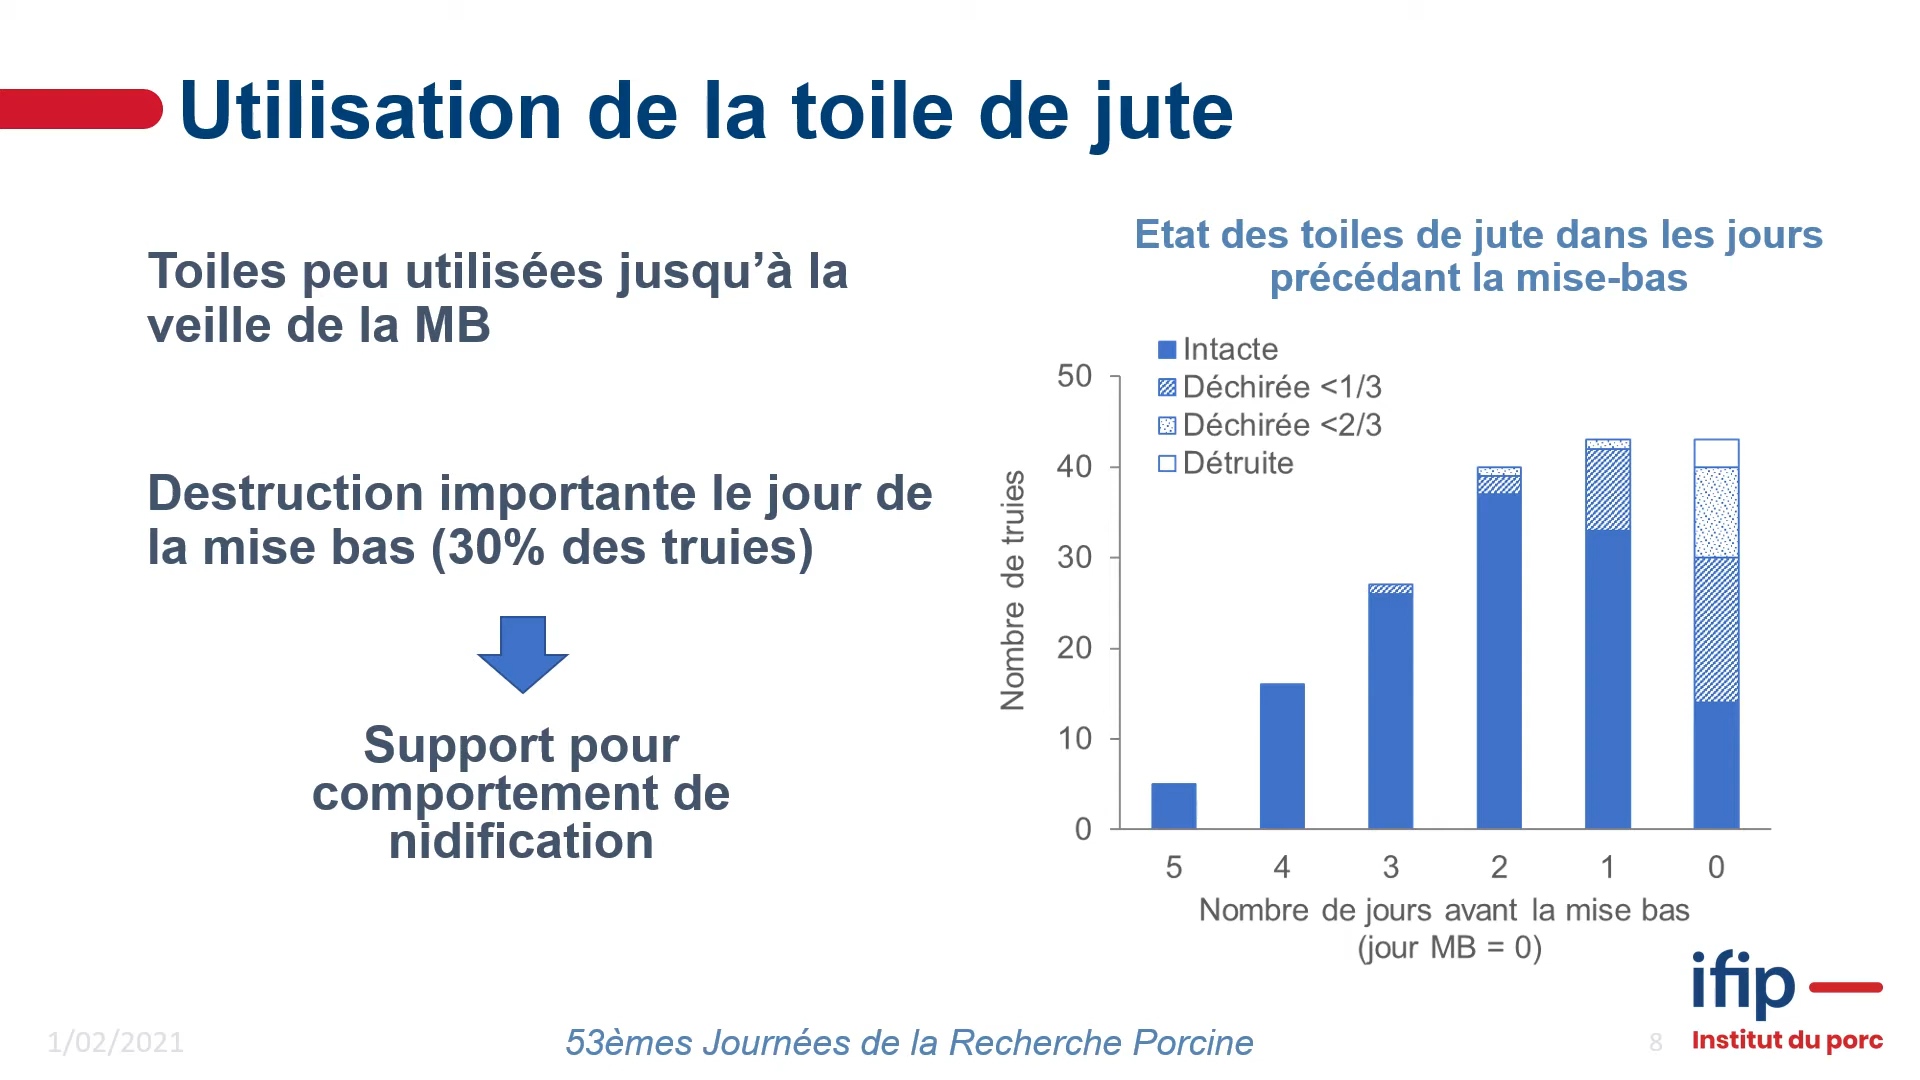 Utilisation de la toile de jute
Toiles peu utilisées jusqu’à la
veille de la MB
Destruction importante le jour de
la mise bas (30% des truies)
Support pour
comportement de
nidification
Etat des toiles de jute dans les jours
précédant la mise-bas
Intacte
Déchirée <1/3
Déchirée <2/3
Détruite
Nombre de truies
50
40
30
20
10
0
5 4 3 2 1 0
Nombre de jours avant la mise bas
(jour MB = 0)
ifip
Institut du porc
1/02/2021
53èmes Journées de la Recherche Porcine
8